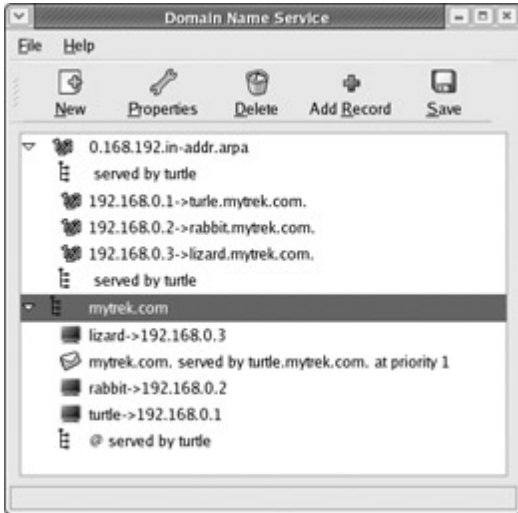 Domain Name Service
File Help
New Properties Delete Add Record Save
0.168.192.in-addr.arpa
served by turtle
192.168.0.1->turle.mytrek.com.
192.168.0.2->rabbit.mytrek.com.
192.168.0.3->lizard.mytrek.com.
served by turtle
mytrek.com
lizard->192.168.0.3
mytrek.com. served by turtle.mytrek.com. at priority 1
rabbit->192.168.0.2
turtle->192.168.0.1
@ served by turtle